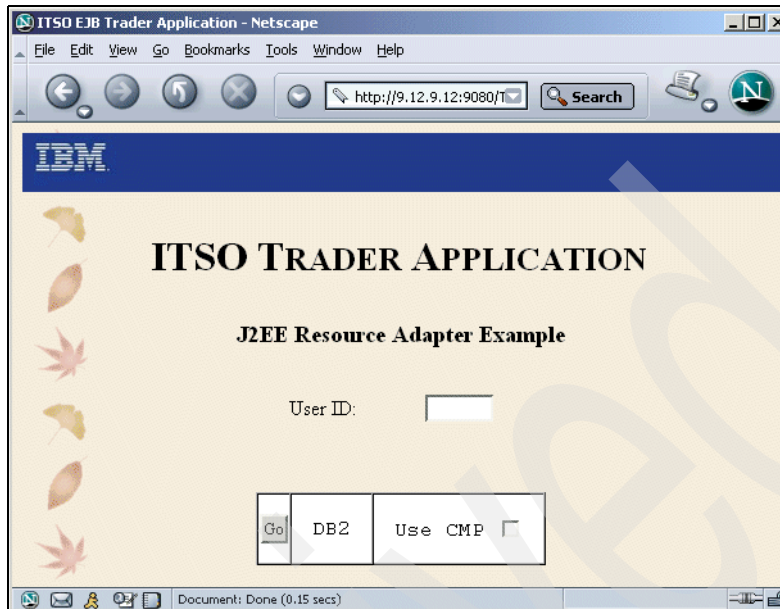 ITSO EJB Trader Application - Netscape
File Edit View Go Bookmarks Tools Window Help
http://9.12.9.12:9080/T
Search
N
IBM.
ITSO TRADER APPLICATION
J2EE Resource Adapter Example
User ID:
Go DB2 Use CMP
Document: Done (0.15 secs)